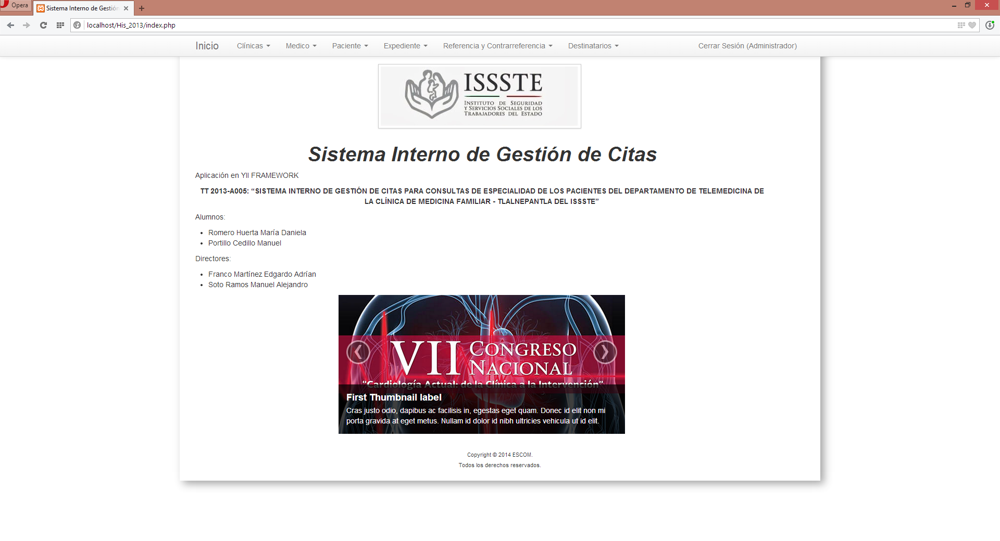 Opera
Sistema Interno de Gestión
localhost/His_2013/index.php
Inicio Clínicas Medico Paciente Expediente Referencia y Contrarreferencia Destinatarios Cerrar Sesión (Administrador)
ISSSTE
INSTITUTO DE SEGURIDAD
Y SERVICIOS SOCIALES DE LOS
TRABAJADORES DEL ESTADO
Sistema Interno de Gestión de Citas
Aplicación en YII FRAMEWORK
TT 2013-A005: “SISTEMA INTERNO DE GESTIÓN DE CITAS PARA CONSULTAS DE ESPECIALIDAD DE LOS PACIENTES DEL DEPARTAMENTO DE TELEMEDICINA DE
LA CLÍNICA DE MEDICINA FAMILIAR - TLALNEPANTLA DEL ISSSTE”
Alumnos:
• Romero Huerta María Daniela
• Portillo Cedillo Manuel
Directores:
• Franco Martínez Edgardo Adrían
• Soto Ramos Manuel Alejandro
VII CONGRESO
NACIONAL
“Cardiología Actual: de la Clínica a la Intervención”
First Thumbnail label
Cras justo odio, dapibus ac facilisis in, egestas eget quam. Donec id elit non mi
porta gravida at eget metus. Nullam id dolor id nibh ultricies vehicula ut id elit.
Copyright © 2014 ESCOM.
Todos los derechos reservados.